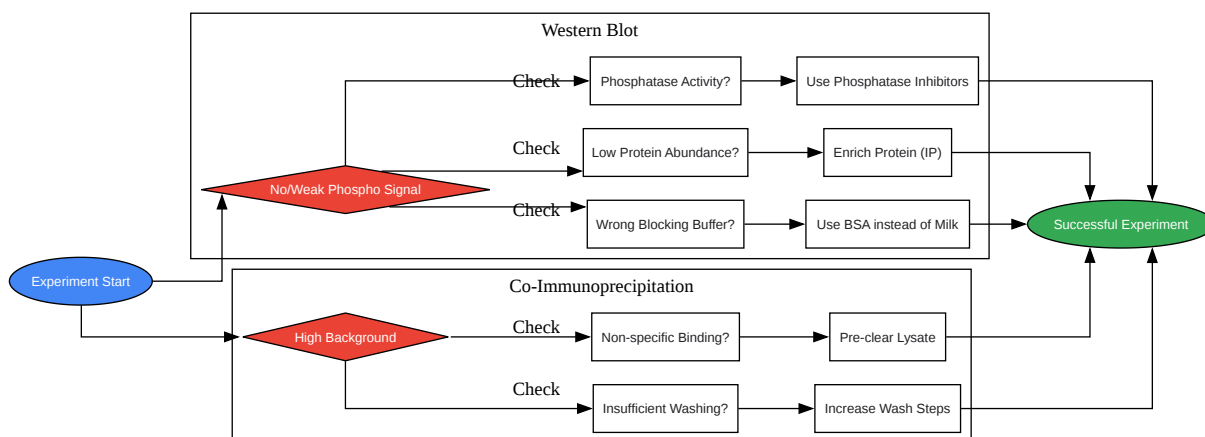 Western Blot
Check
Phosphatase Activity?
Use Phosphatase Inhibitors
Check
Low Protein Abundance?
Enrich Protein (IP)
No/Weak Phospho Signal
Check
Wrong Blocking Buffer?
Use BSA instead of Milk
Successful Experiment
Experiment Start
Co-Immunoprecipitation
High Background
Check
Non-specific Binding?
Pre-clear Lysate
Check
Insufficient Washing?
Increase Wash Steps